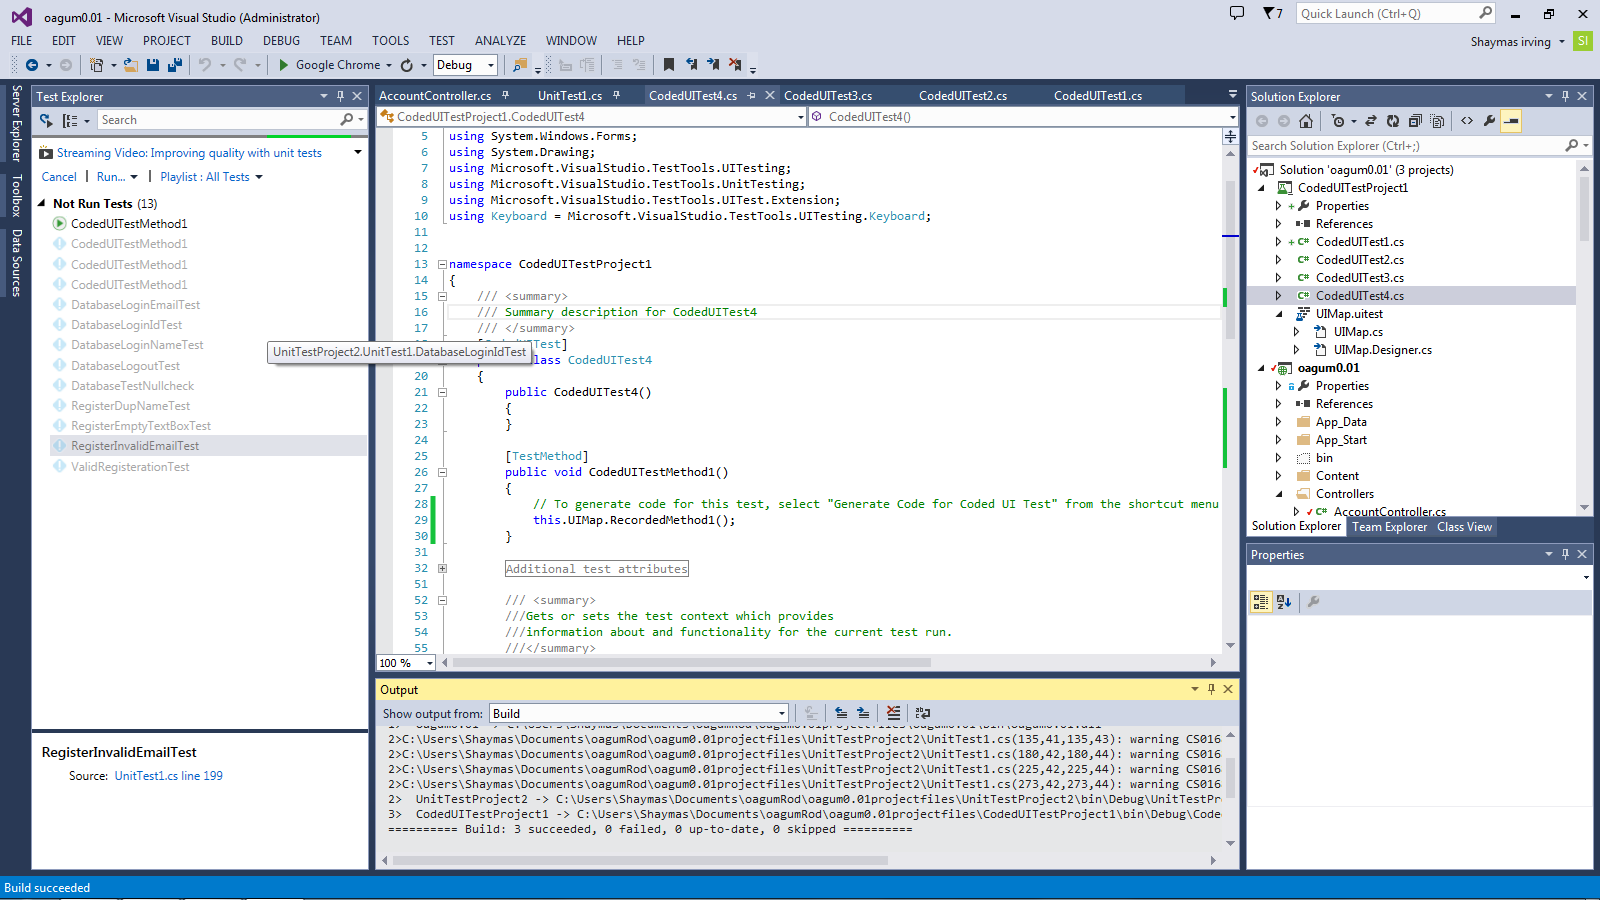 oagum0.01 - Microsoft Visual Studio (Administrator)
7
Quick Launch (Ctrl+Q)
FILE EDIT VIEW PROJECT BUILD DEBUG TEAM TOOLS TEST ANALYZE WINDOW HELP
Shaymas irving
SI
Google Chrome
Debug
Server Explorer
Toolbox
Data Sources
Test Explorer
Search
Streaming Video: Improving quality with unit tests
Cancel | Run... | Playlist : All Tests
Not Run Tests (13)
CodedUITestMethod1
CodedUITestMethod1
CodedUITestMethod1
CodedUITestMethod1
DatabaseLoginEmailTest
DatabaseLoginIdTest
DatabaseLoginNameTest
DatabaseLogoutTest
DatabaseTestNullcheck
RegisterDupNameTest
RegisterEmptyTextBoxTest
RegisterInvalidEmailTest
ValidRegisterationTest
UnitTestProject2.UnitTest1.DatabaseLoginIdTest
RegisterInvalidEmailTest
Source: UnitTest1.cs line 199
AccountController.cs UnitTest1.cs CodedUITest4.cs CodedUITest3.cs CodedUITest2.cs CodedUITest1.cs
CodedUITestProject1.CodedUITest4
CodedUITest4()
5 using System.Windows.Forms;
6 using System.Drawing;
7 using Microsoft.VisualStudio.TestTools.UITesting;
8 using Microsoft.VisualStudio.TestTools.UnitTesting;
9 using Microsoft.VisualStudio.TestTools.UITest.Extension;
10 using Keyboard = Microsoft.VisualStudio.TestTools.UITesting.Keyboard;
11
12
13 namespace CodedUITestProject1
14 {
15 /// <summary>
16 /// Summary description for CodedUITest4
17 /// </summary>
Test]
class CodedUITest4
20 {
21 public CodedUITest4()
22 {
23 }
24
25 [TestMethod]
26 public void CodedUITestMethod1()
27 {
28 // To generate code for this test, select "Generate Code for Coded UI Test" from the shortcut menu
29 this.UIMap.RecordedMethod1();
30 }
31
32 Additional test attributes
51
52 /// <summary>
53 ///Gets or sets the test context which provides
54 ///information about and functionality for the current test run.
55 ///</summary>
100 %
Output
Show output from: Build
2>C:\Users\Shaymas\Documents\oagumRod\oagum0.01projectfiles\UnitTestProject2\UnitTest1.cs(135,41,135,43): warning CS016
2>C:\Users\Shaymas\Documents\oagumRod\oagum0.01projectfiles\UnitTestProject2\UnitTest1.cs(180,42,180,44): warning CS016
2>C:\Users\Shaymas\Documents\oagumRod\oagum0.01projectfiles\UnitTestProject2\UnitTest1.cs(225,42,225,44): warning CS016
2>C:\Users\Shaymas\Documents\oagumRod\oagum0.01projectfiles\UnitTestProject2\UnitTest1.cs(273,42,273,44): warning CS016
2> UnitTestProject2 -> C:\Users\Shaymas\Documents\oagumRod\oagum0.01projectfiles\UnitTestProject2\bin\Debug\UnitTestPr
3> CodedUITestProject1 -> C:\Users\Shaymas\Documents\oagumRod\oagum0.01projectfiles\CodedUITestProject1\bin\Debug\Code
========== Build: 3 succeeded, 0 failed, 0 up-to-date, 0 skipped ==========
Solution Explorer
Search Solution Explorer (Ctrl+;)
Solution 'oagum0.01' (3 projects)
CodedUITestProject1
Properties
References
CodedUITest1.cs
CodedUITest2.cs
CodedUITest3.cs
CodedUITest4.cs
UIMap.uitest
UIMap.cs
UIMap.Designer.cs
oagum0.01
Properties
References
App_Data
App_Start
bin
Content
Controllers
AccountController.cs
Solution Explorer Team Explorer Class View
Properties
Build succeeded